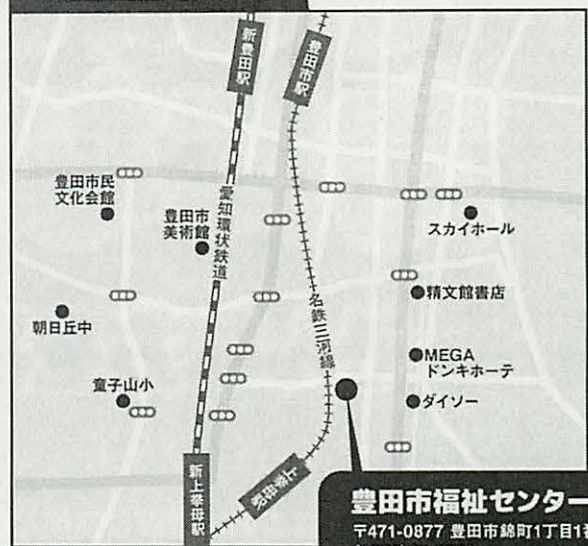 新豊田駅
豊田市駅
豊田市民
文化会館
豊田市
美術館
愛知環状鉄道
スカイホール
精文館書店
名鉄三河線
朝日丘中
MEGA
ドンキホーテ
童子山小
ダイソー
新上挙母駅
上挙母駅
豊田市福祉センター
〒471-0877 豊田市錦町1丁目1番